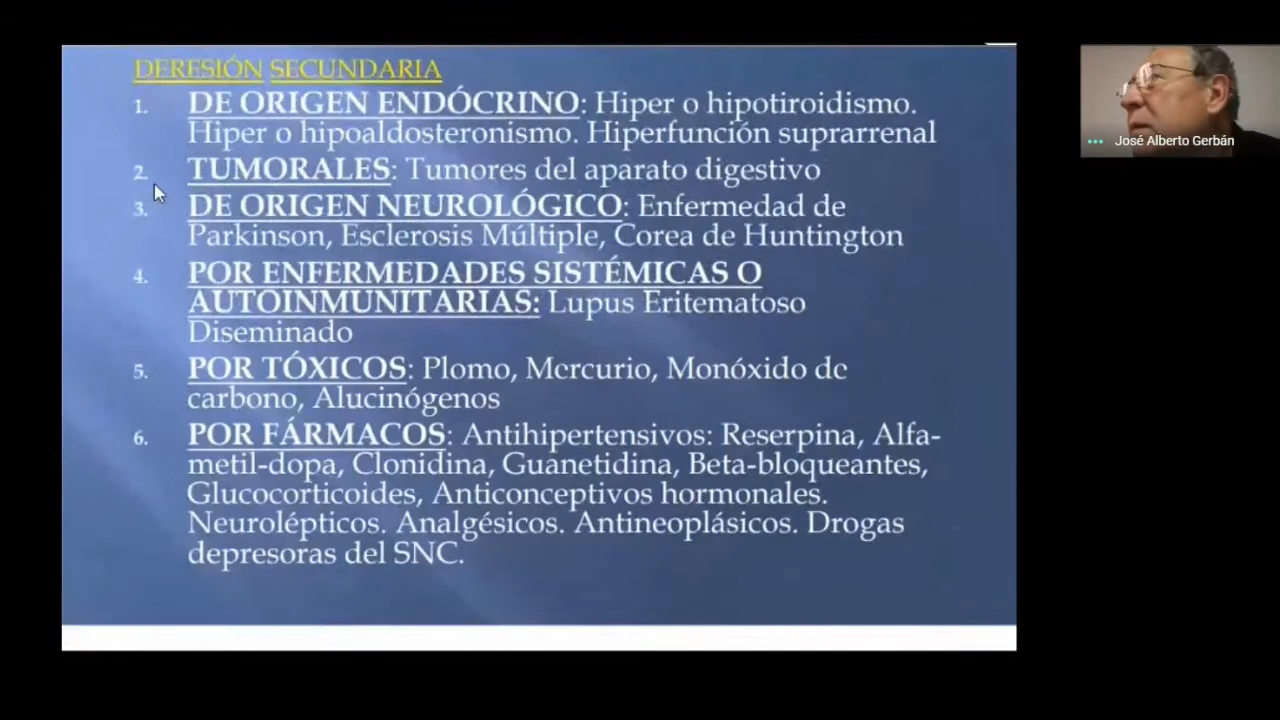 DERESIÓN SECUNDARIA
1. DE ORIGEN ENDÓCRINO: Hiper o hipotiroidismo.
Hiper o hipoaldosteronismo. Hiperfunción suprarrenal
2. TUMORALES: Tumores del aparato digestivo
3. DE ORIGEN NEUROLÓGICO: Enfermedad de
Parkinson, Esclerosis Múltiple, Corea de Huntington
4. POR ENFERMEDADES SISTÉMICAS O
AUTOINMUNITARIAS: Lupus Eritematoso
Diseminado
5. POR TÓXICOS: Plomo, Mercurio, Monóxido de
carbono, Alucinógenos
6. POR FÁRMACOS: Antihipertensivos: Reserpina, Alfa-
metil-dopa, Clonidina, Guanetidina, Beta-bloqueantes,
Glucocorticoides, Anticonceptivos hormonales.
Neurolépticos. Analgésicos. Antineoplásicos. Drogas
depresoras del SNC.
José Alberto Gerbán